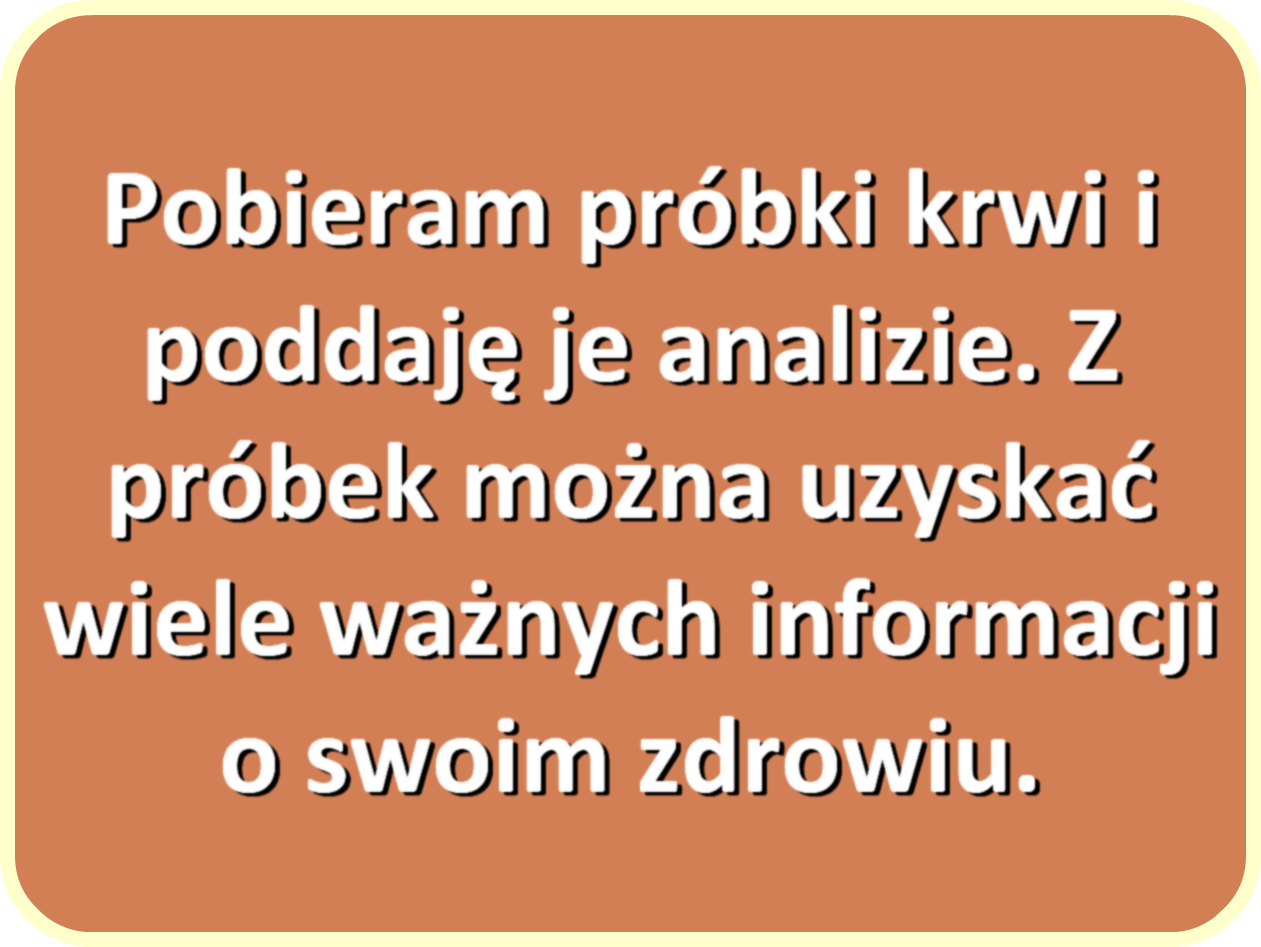 Pobieram próbki krwi i
poddaję je analizie. Z
próbek można uzyskać
wiele ważnych informacji
o swoim zdrowiu.